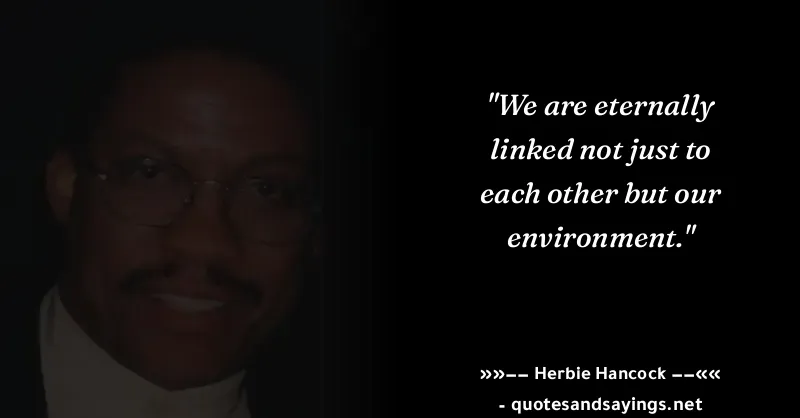 "We are eternally
linked not just to
each other but our
environment."
»»—— Herbie Hancock ——««
- quotesandsayings.net